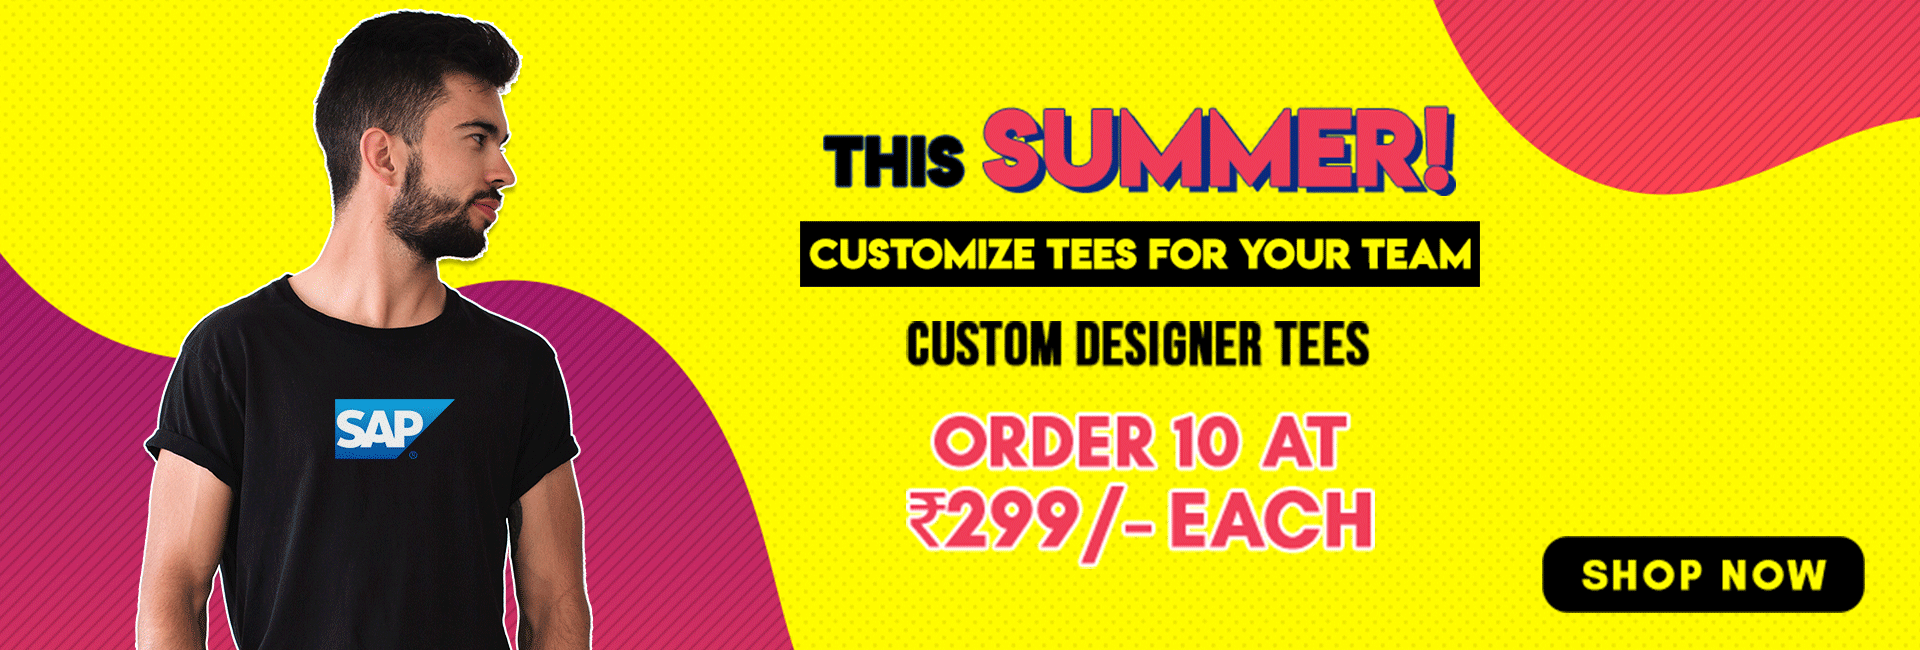 THIS SUMMER!
CUSTOMIZE TEES FOR YOUR TEAM
CUSTOM DESIGNER TEES
ORDER 10 AT
₹299/- EACH
SHOP NOW
SAP®